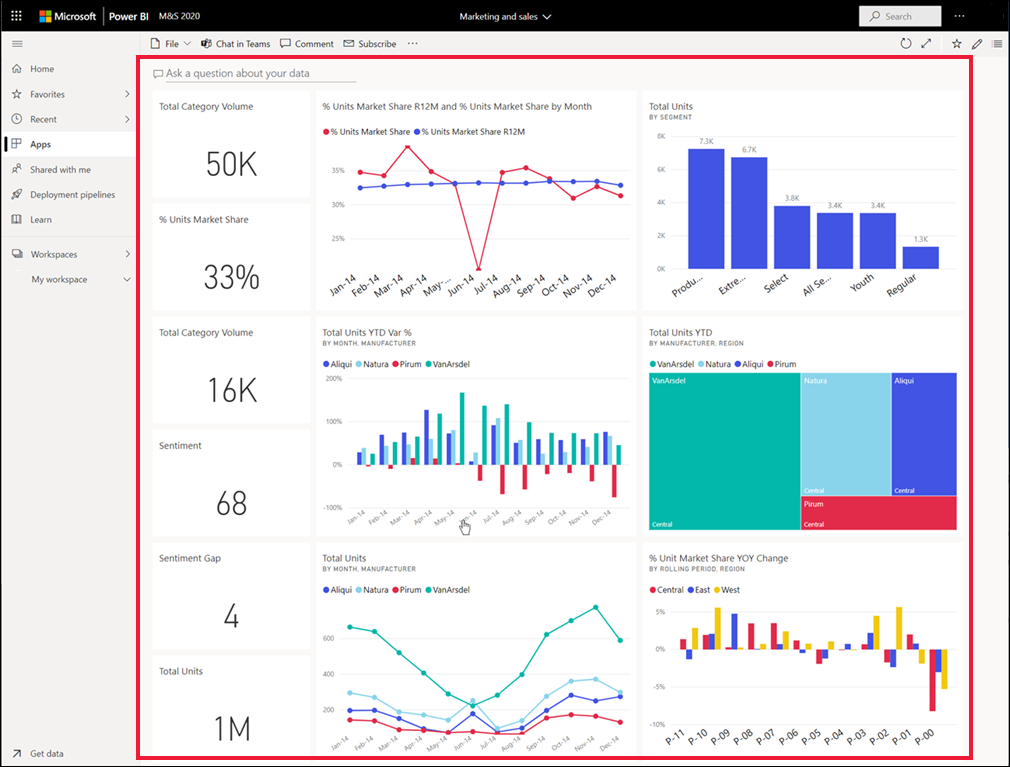 Microsoft Power BI M&S 2020 Marketing and sales Search
File Chat in Teams Comment Subscribe
Home
Favorites
Recent
Apps
Shared with me
Deployment pipelines
Learn
Workspaces
My workspace
Get data
Ask a question about your data
Total Category Volume
50K
% Units Market Share
33%
Total Category Volume
16K
Sentiment
68
Sentiment Gap
4
Total Units
1M
% Units Market Share R12M and % Units Market Share by Month
% Units Market Share % Units Market Share R12M
35%
30%
25%
Jan-14 Feb-14 Mar-14 Apr-14 May-... Jun-14 Jul-14 Aug-14 Sep-14 Oct-14 Nov-14 Dec-14
Total Units
BY SEGMENT
8K
6K
4K
2K
0K
7.3K 6.7K 3.8K 3.4K 3.4K 1.3K
Produ... Extre... Select All Se... Youth Regular
Total Units YTD Var %
BY MONTH, MANUFACTURER
Aliqui Natura Pirum VanArsdel
200%
100%
0%
-100%
Jan-14 Feb-14 Mar-14 Apr-14 May-14 Jul-14 Aug-14 Sep-14 Oct-14 Nov-14 Dec-14
Total Units YTD
BY MANUFACTURER, REGION
VanArsdel Natura Aliqui Pirum
VanArsdel
Central
Natura
Central
Aliqui
Central
Pirum
Central
Total Units
BY MONTH, MANUFACTURER
Aliqui Natura Pirum VanArsdel
600
400
200
Jan-14 Feb-14 Mar-14 Apr-14 May-14 Jun-14 Jul-14 Aug-14 Sep-14 Oct-14 Nov-14 Dec-14
% Unit Market Share YOY Change
BY ROLLING PERIOD, REGION
Central East West
5%
0%
-5%
-10%
P-11 P-10 P-09 P-08 P-07 P-06 P-05 P-04 P-03 P-02 P-01 P-00